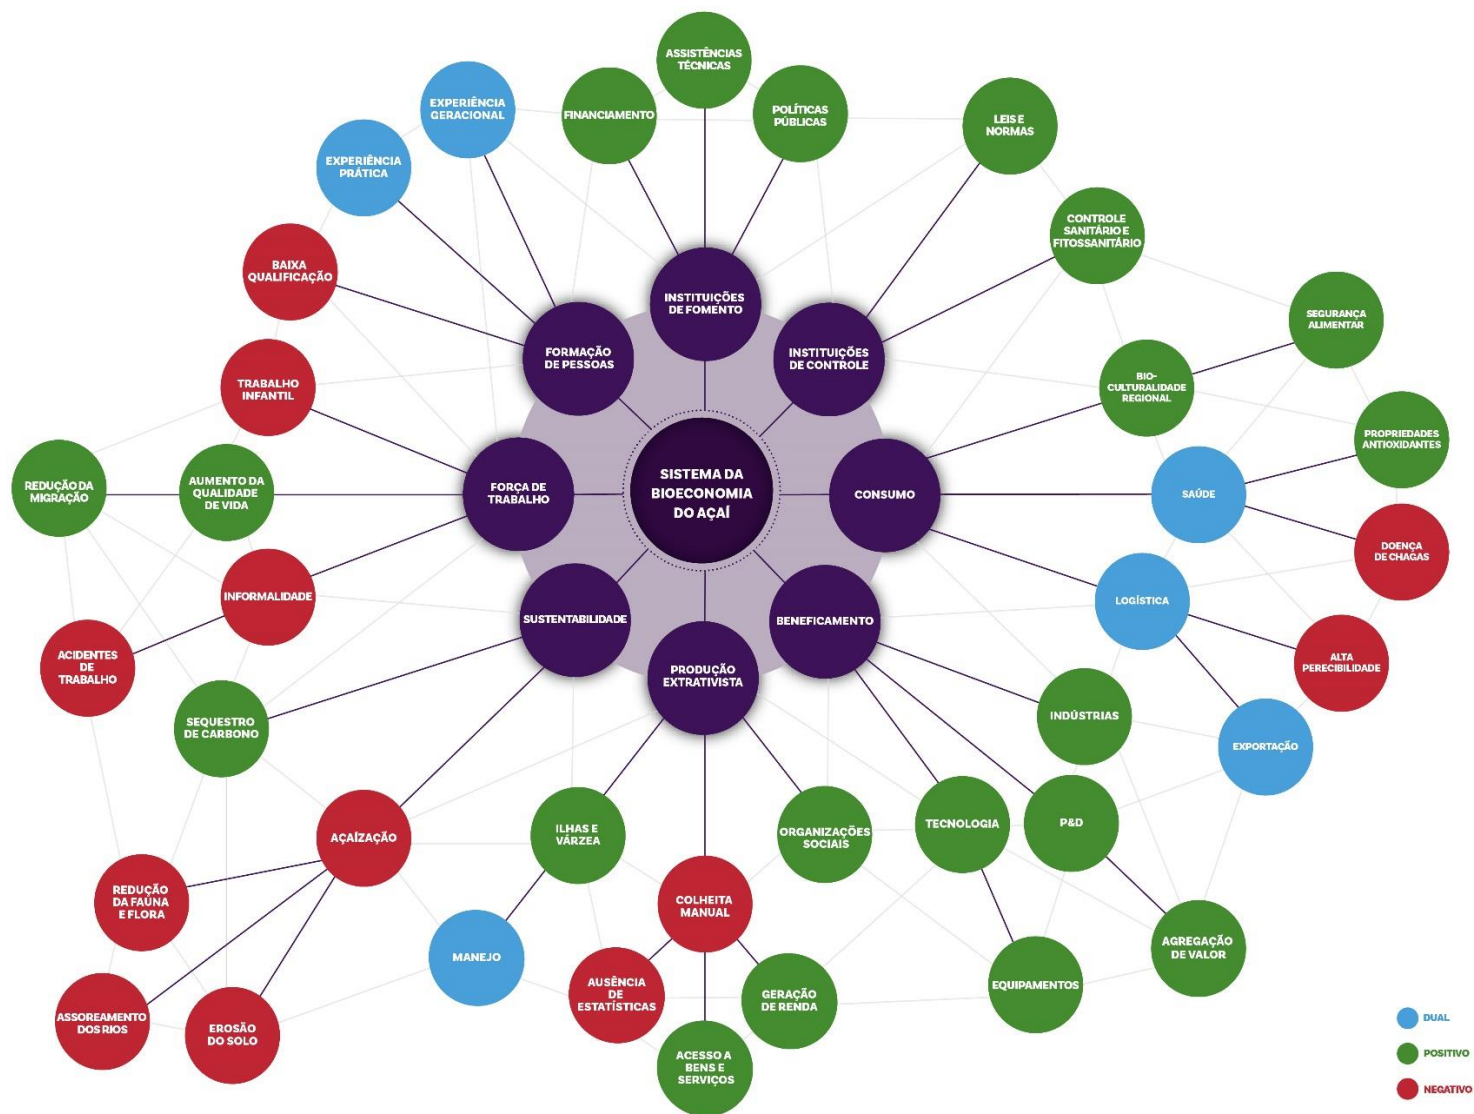 ASSISTÊNCIAS
TÉCNICAS
EXPERIÊNCIA
GERACIONAL
FINANCIAMENTO
POLÍTICAS
PÚBLICAS
LEIS E
NORMAS
EXPERIÊNCIA
PRÁTICA
CONTROLE
SANITÁRIO E
FITOSSANITÁRIO
BAIXA
QUALIFICAÇÃO
INSTITUIÇÕES
DE FOMENTO
SEGURANÇA
ALIMENTAR
FORMAÇÃO
DE PESSOAS
INSTITUIÇÕES
DE CONTROLE
TRABALHO
INFANTIL
BIO-
CULTURALIDADE
REGIONAL
PROPRIEDADES
ANTIOXIDANTES
REDUÇÃO DA
MIGRAÇÃO
AUMENTO DA
QUALIDADE
DE VIDA
FORÇA DE
TRABALHO
SISTEMA DA
BIOECONOMIA
DO AÇAÍ
CONSUMO
SAÚDE
DOENÇA
DE CHAGAS
INFORMALIDADE
SUSTENTABILIDADE
BENEFICAMENTO
LOGÍSTICA
ACIDENTES
DE
TRABALHO
PRODUÇÃO
EXTRATIVISTA
ALTA
PERECIBILIDADE
SEQUESTRO
DE CARBONO
INDÚSTRIAS
EXPORTAÇÃO
AÇAÍZAÇÃO
ILHAS E
VÁRZEA
ORGANIZAÇÕES
SOCIAIS
TECNOLOGIA
P&D
REDUÇÃO
DA FAÚNA
E FLORA
COLHEITA
MANUAL
MANEJO
AGREGAÇÃO
DE VALOR
AUSÊNCIA
DE
ESTATÍSTICAS
GERAÇÃO
DE RENDA
EQUIPAMENTOS
ASSOREAMENTO
DOS RIOS
EROSÃO
DO SOLO
ACESSO A
BENS E
SERVIÇOS
DUAL
POSITIVO
NEGATIVO